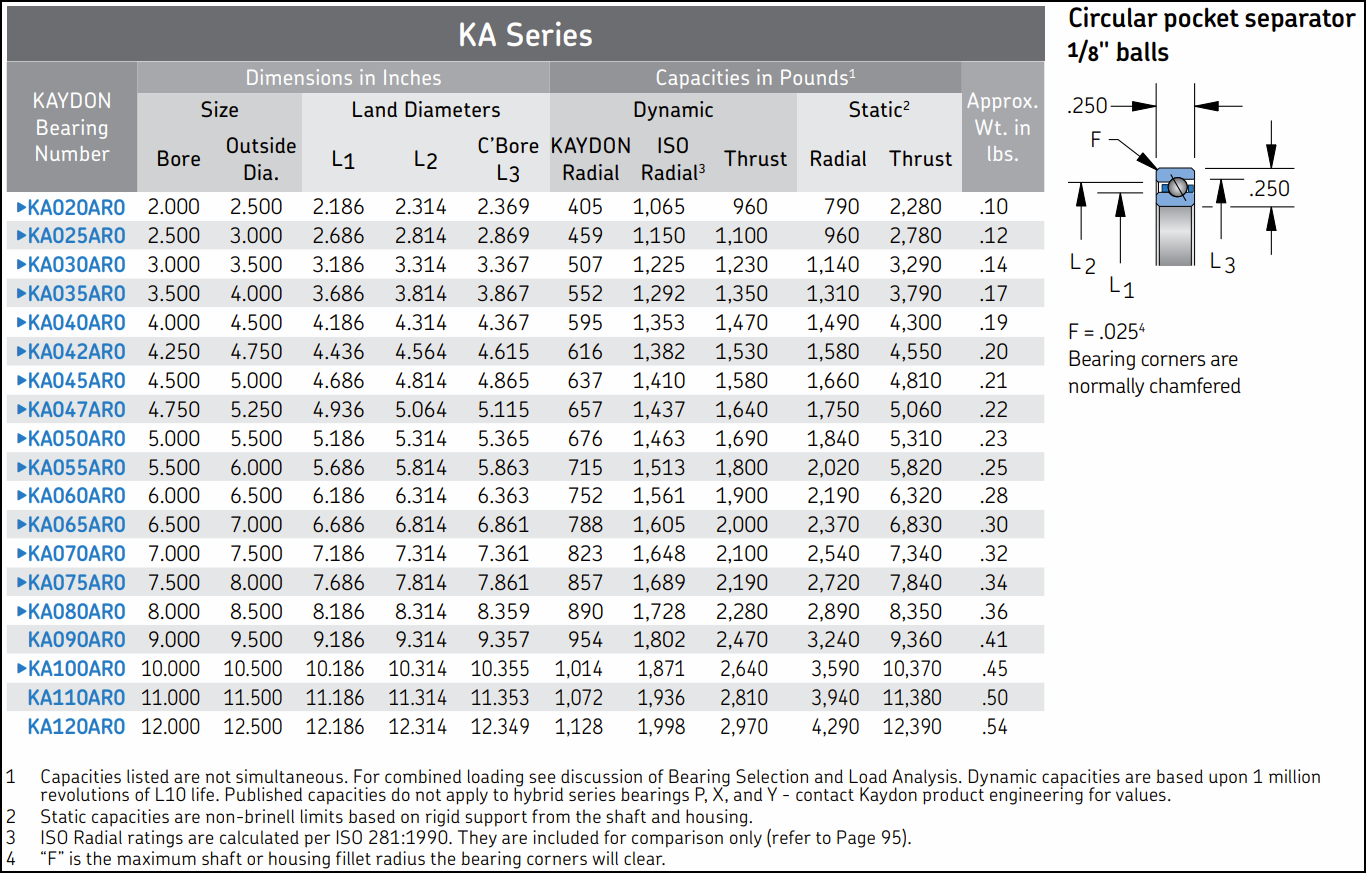 KA Series
Circular pocket separator
1/8" balls
KAYDON Bearing Number
Dimensions in Inches
Capacities in Pounds1
Approx. Wt. in lbs.
Size
Land Diameters
Dynamic
Static2
Bore
Outside Dia.
L1
L2
C'Bore L3
KAYDON Radial
ISO Radial3
Thrust
Radial
Thrust
►KA020AR0 2.000 2.500 2.186 2.314 2.369 405 1,065 960 790 2,280 .10
►KA025AR0 2.500 3.000 2.686 2.814 2.869 459 1,150 1,100 960 2,780 .12
►KA030AR0 3.000 3.500 3.186 3.314 3.367 507 1,225 1,230 1,140 3,290 .14
►KA035AR0 3.500 4.000 3.686 3.814 3.867 552 1,292 1,350 1,310 3,790 .17
►KA040AR0 4.000 4.500 4.186 4.314 4.367 595 1,353 1,470 1,490 4,300 .19
►KA042AR0 4.250 4.750 4.436 4.564 4.615 616 1,382 1,530 1,580 4,550 .20
►KA045AR0 4.500 5.000 4.686 4.814 4.865 637 1,410 1,580 1,660 4,810 .21
►KA047AR0 4.750 5.250 4.936 5.064 5.115 657 1,437 1,640 1,750 5,060 .22
►KA050AR0 5.000 5.500 5.186 5.314 5.365 676 1,463 1,690 1,840 5,310 .23
►KA055AR0 5.500 6.000 5.686 5.814 5.863 715 1,513 1,800 2,020 5,820 .25
►KA060AR0 6.000 6.500 6.186 6.314 6.363 752 1,561 1,900 2,190 6,320 .28
►KA065AR0 6.500 7.000 6.686 6.814 6.861 788 1,605 2,000 2,370 6,830 .30
►KA070AR0 7.000 7.500 7.186 7.314 7.361 823 1,648 2,100 2,540 7,340 .32
►KA075AR0 7.500 8.000 7.686 7.814 7.861 857 1,689 2,190 2,720 7,840 .34
►KA080AR0 8.000 8.500 8.186 8.314 8.359 890 1,728 2,280 2,890 8,350 .36
KA090AR0 9.000 9.500 9.186 9.314 9.357 954 1,802 2,470 3,240 9,360 .41
►KA100AR0 10.000 10.500 10.186 10.314 10.355 1,014 1,871 2,640 3,590 10,370 .45
KA110AR0 11.000 11.500 11.186 11.314 11.353 1,072 1,936 2,810 3,940 11,380 .50
KA120AR0 12.000 12.500 12.186 12.314 12.349 1,128 1,998 2,970 4,290 12,390 .54
.250
F
.250
L2
L1
L3
F = .0254
Bearing corners are
normally chamfered
1 Capacities listed are not simultaneous. For combined loading see discussion of Bearing Selection and Load Analysis. Dynamic capacities are based upon 1 million
revolutions of L10 life. Published capacities do not apply to hybrid series bearings P, X, and Y - contact Kaydon product engineering for values.
2 Static capacities are non-brinell limits based on rigid support from the shaft and housing.
3 ISO Radial ratings are calculated per ISO 281:1990. They are included for comparison only (refer to Page 95).
4 “F” is the maximum shaft or housing fillet radius the bearing corners will clear.